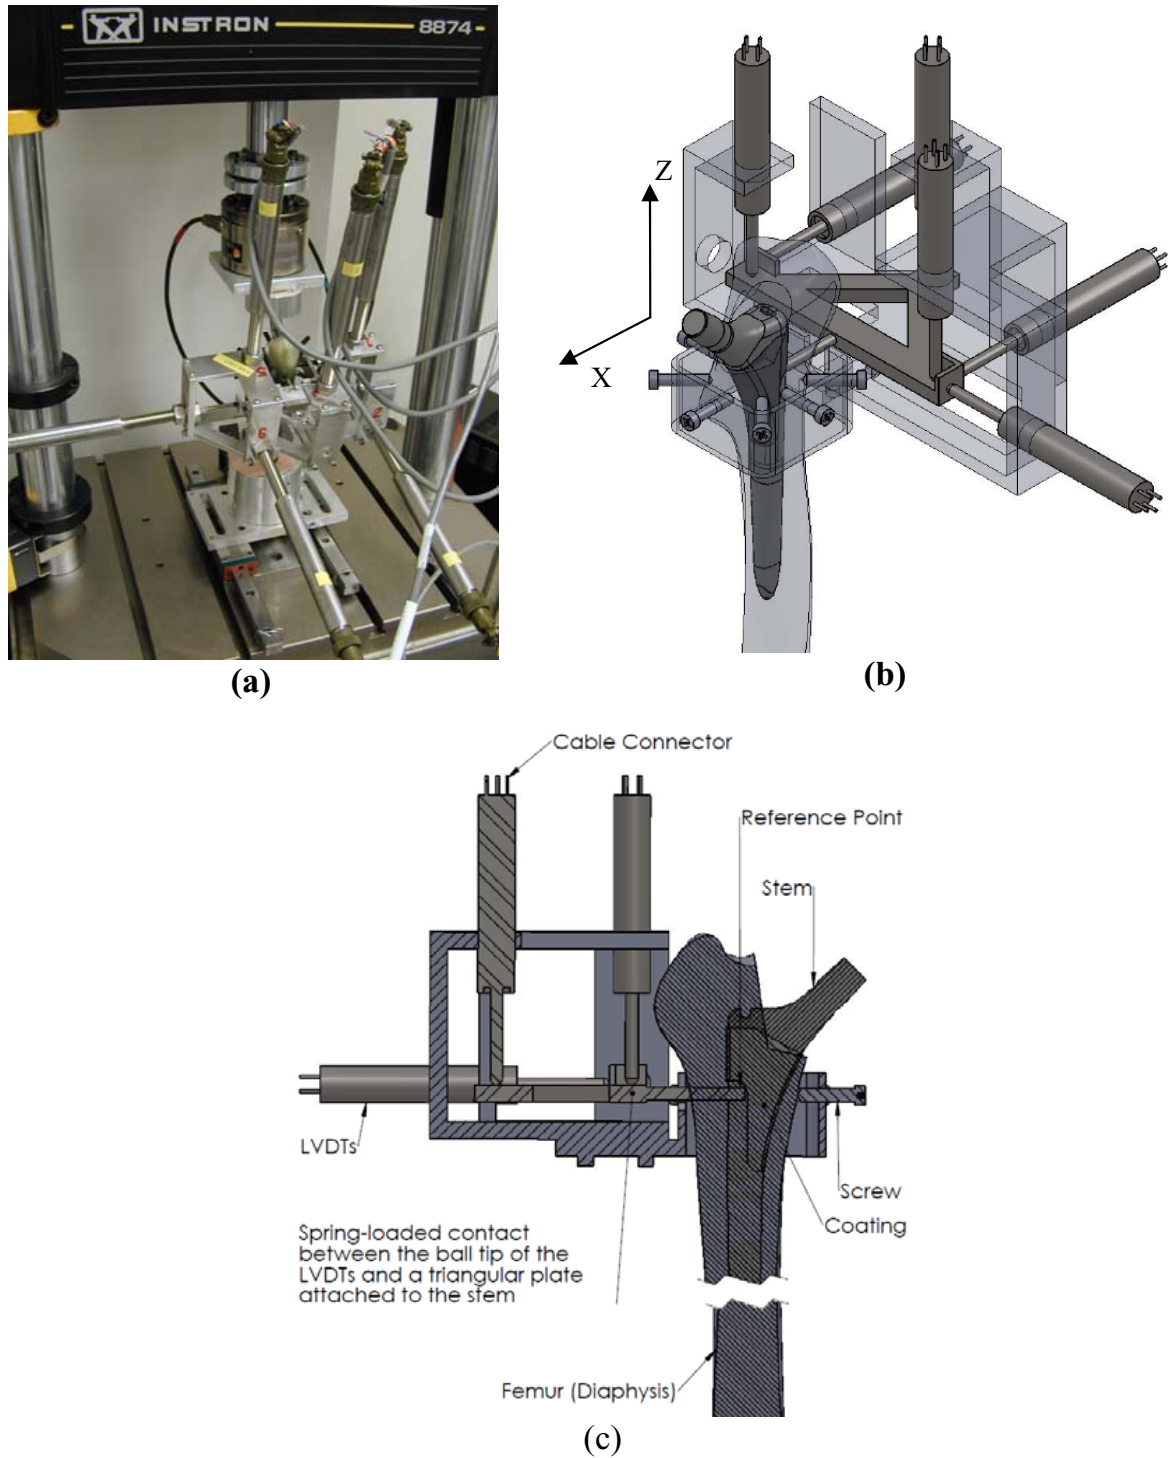 INSTRON 8874
Z
X
(a)
(b)
Cable Connector
Reference Point
Stem
LVDTs
Screw
Coating
Spring-loaded contact
between the ball tip of the
LVDTs and a triangular plate
attached to the stem
Femur (Diaphysis)
(c)